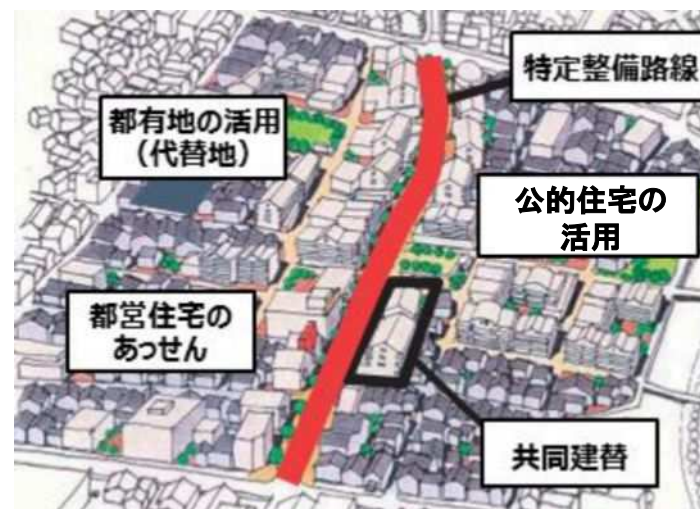 特定整備路線
都有地の活用
（代替地）
公的住宅の
活用
都営住宅の
あっせん
共同建替